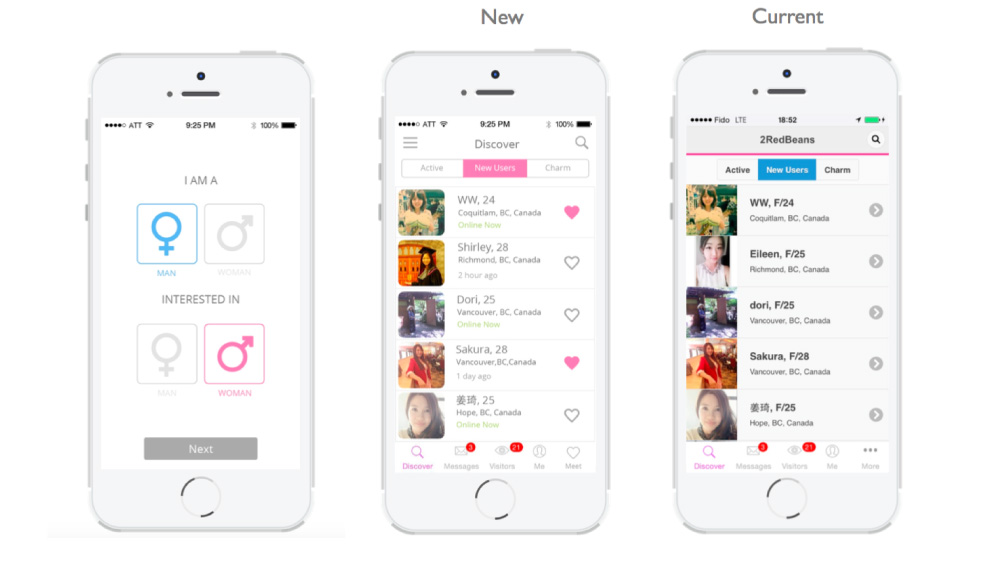 New
Current
ATT 9:25 PM 100%
I AM A
MAN WOMAN
INTERESTED IN
MAN WOMAN
Next
ATT 9:25 PM 100%
Discover
Active New Users Charm
WW, 24
Coquitlam, BC, Canada
Online Now
Shirley, 28
Richmond, BC, Canada
2 hour ago
Dori, 25
Vancouver, BC, Canada
Online Now
Sakura, 28
Vancouver,BC,Canada
1 day ago
姜琦, 25
Hope, BC, Canada
Online Now
3 21
Discover Messages Visitors Me Meet
Fido LTE 18:52
2RedBeans
Active New Users Charm
WW, F/24
Coquitlam, BC, Canada
Eileen, F/25
Richmond, BC, Canada
dori, F/25
Vancouver, BC, Canada
Sakura, F/28
Vancouver, BC, Canada
姜琦, F/25
Hope, BC, Canada
3 21
Discover Messages Visitors Me More